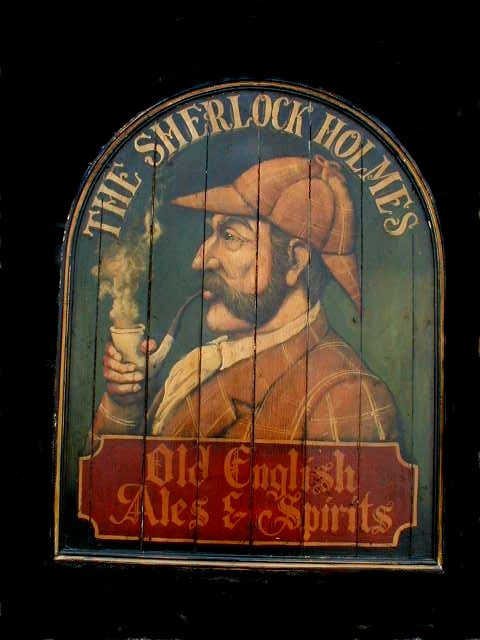 THE SHERLOCK HOLMES
Old English
Ales & Spirits